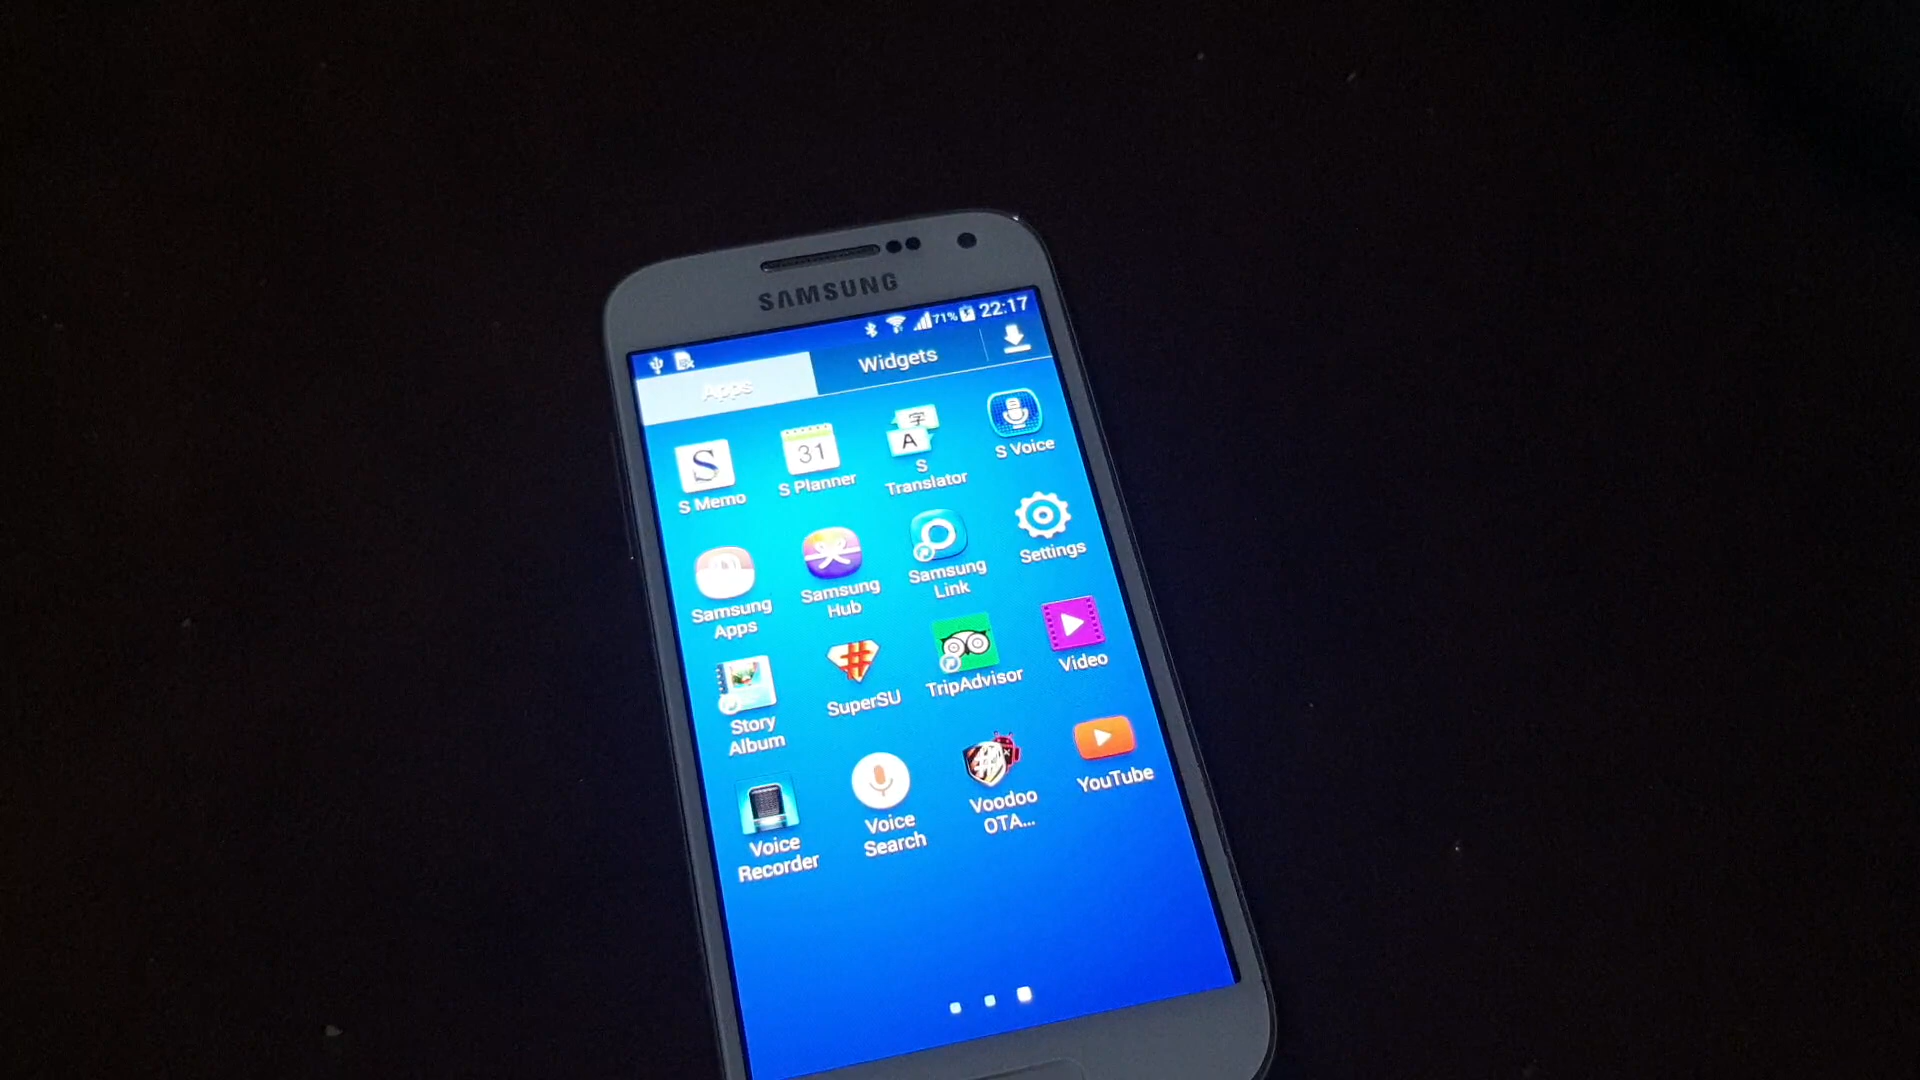 SAMSUNG
71% 22:17
Apps Widgets
S Memo
S Planner
S
Translator
S Voice
Samsung
Apps
Samsung
Hub
Samsung
Link
Settings
Story
Album
SuperSU
TripAdvisor
Video
Voice
Recorder
Voice
Search
Voodoo
OTA...
YouTube
S
31
字
A